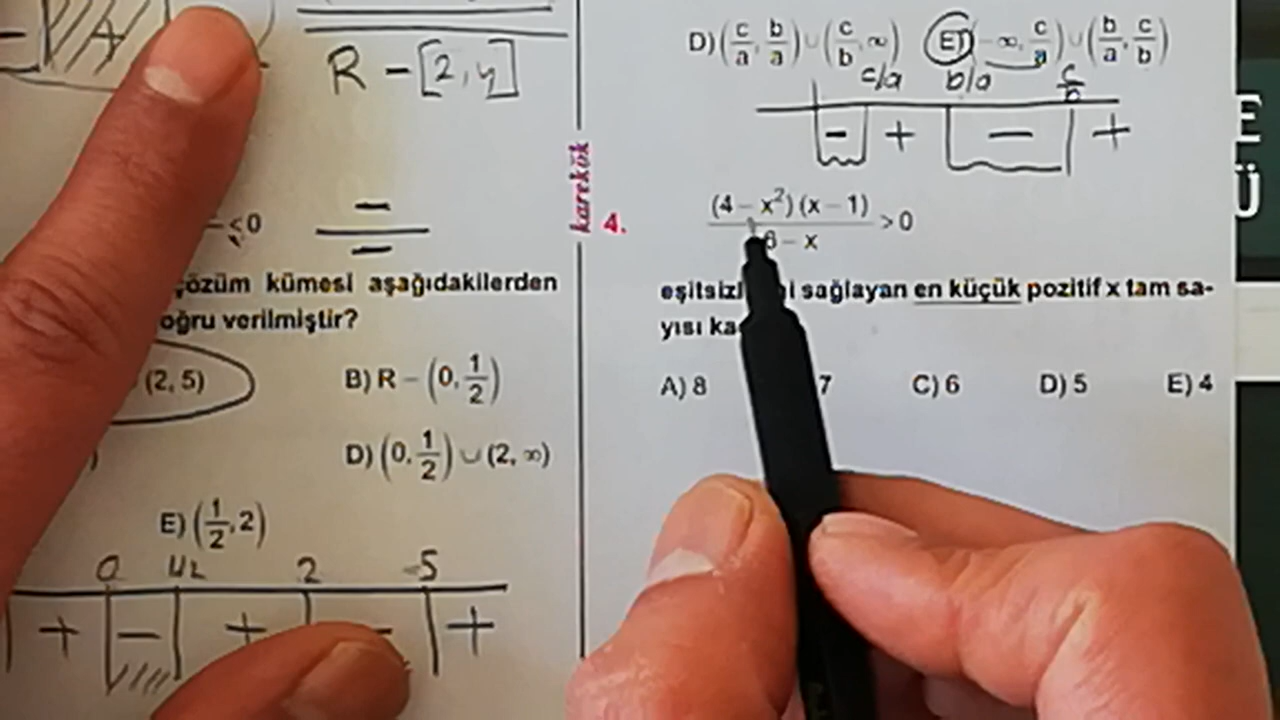 R - [2,4]
< 0
çözüm kümesi aşağıdakilerden
doğru verilmiştir?
(2, 5)
B) R - (0, 1/2)
D) (0, 1/2) ∪ (2, ∞)
E) (1/2, 2)
0 1/2 2 5
+ - + - +
karekök
D) (c/a, b/a) ∪ (c/b, ∞) E) (-∞, c/a) ∪ (b/a, c/b)
c/a b/a c/b
- + - +
4. (4 - x²)(x - 1) / 6 - x > 0
sağlayan en küçük pozitif x tam sa-
yısı
A) 8 7 C) 6 D) 5 E) 4
E
Ü